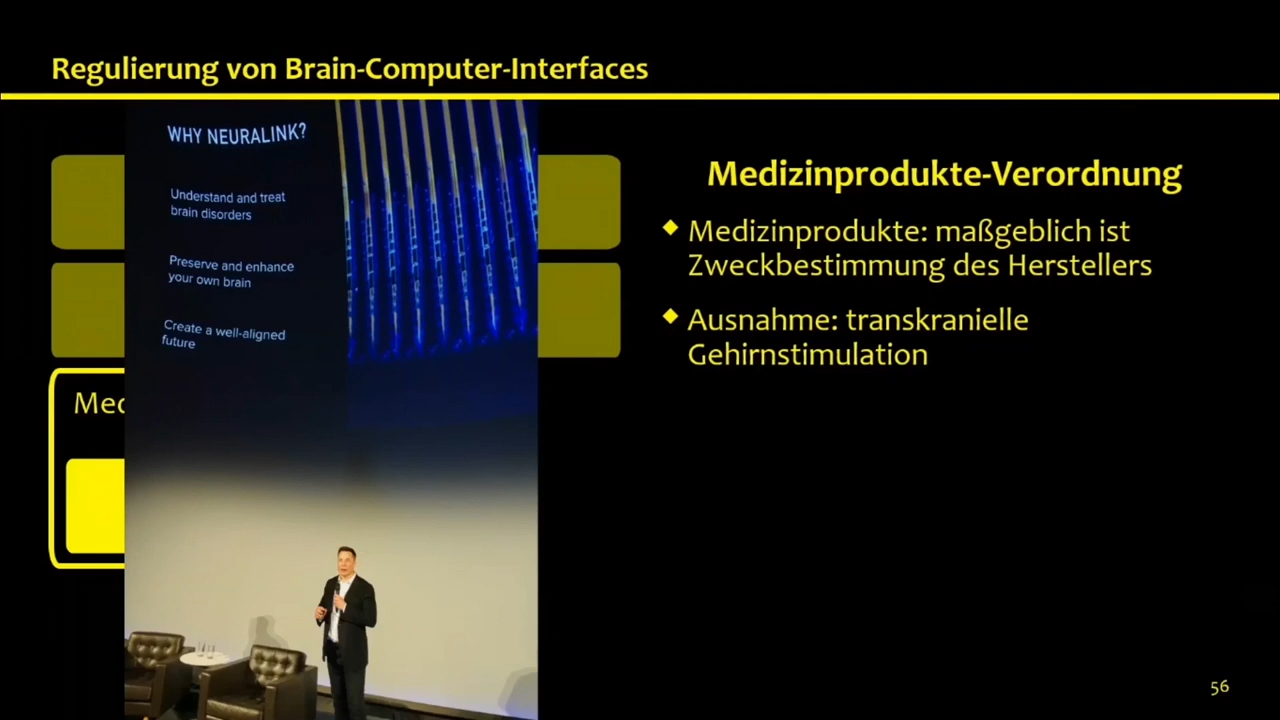 Regulierung von Brain-Computer-Interfaces
WHY NEURALINK?
Understand and treat
brain disorders
Preserve and enhance
your own brain
Create a well-aligned
future
Medizinprodukte-Verordnung
Medizinprodukte: maßgeblich ist
Zweckbestimmung des Herstellers
Ausnahme: transkranielle
Gehirnstimulation
56